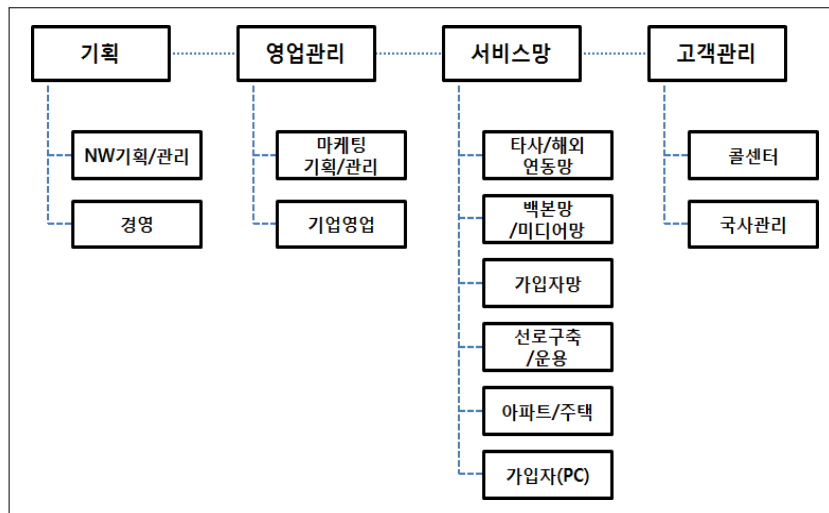 기획
영업관리
서비스망
고객관리
NW기획/관리
경영
마케팅
기획/관리
기업영업
타사/해외
연동망
백본망
/미디어망
가입자망
선로구축
/운용
아파트/주택
가입자(PC)
콜센터
국사관리